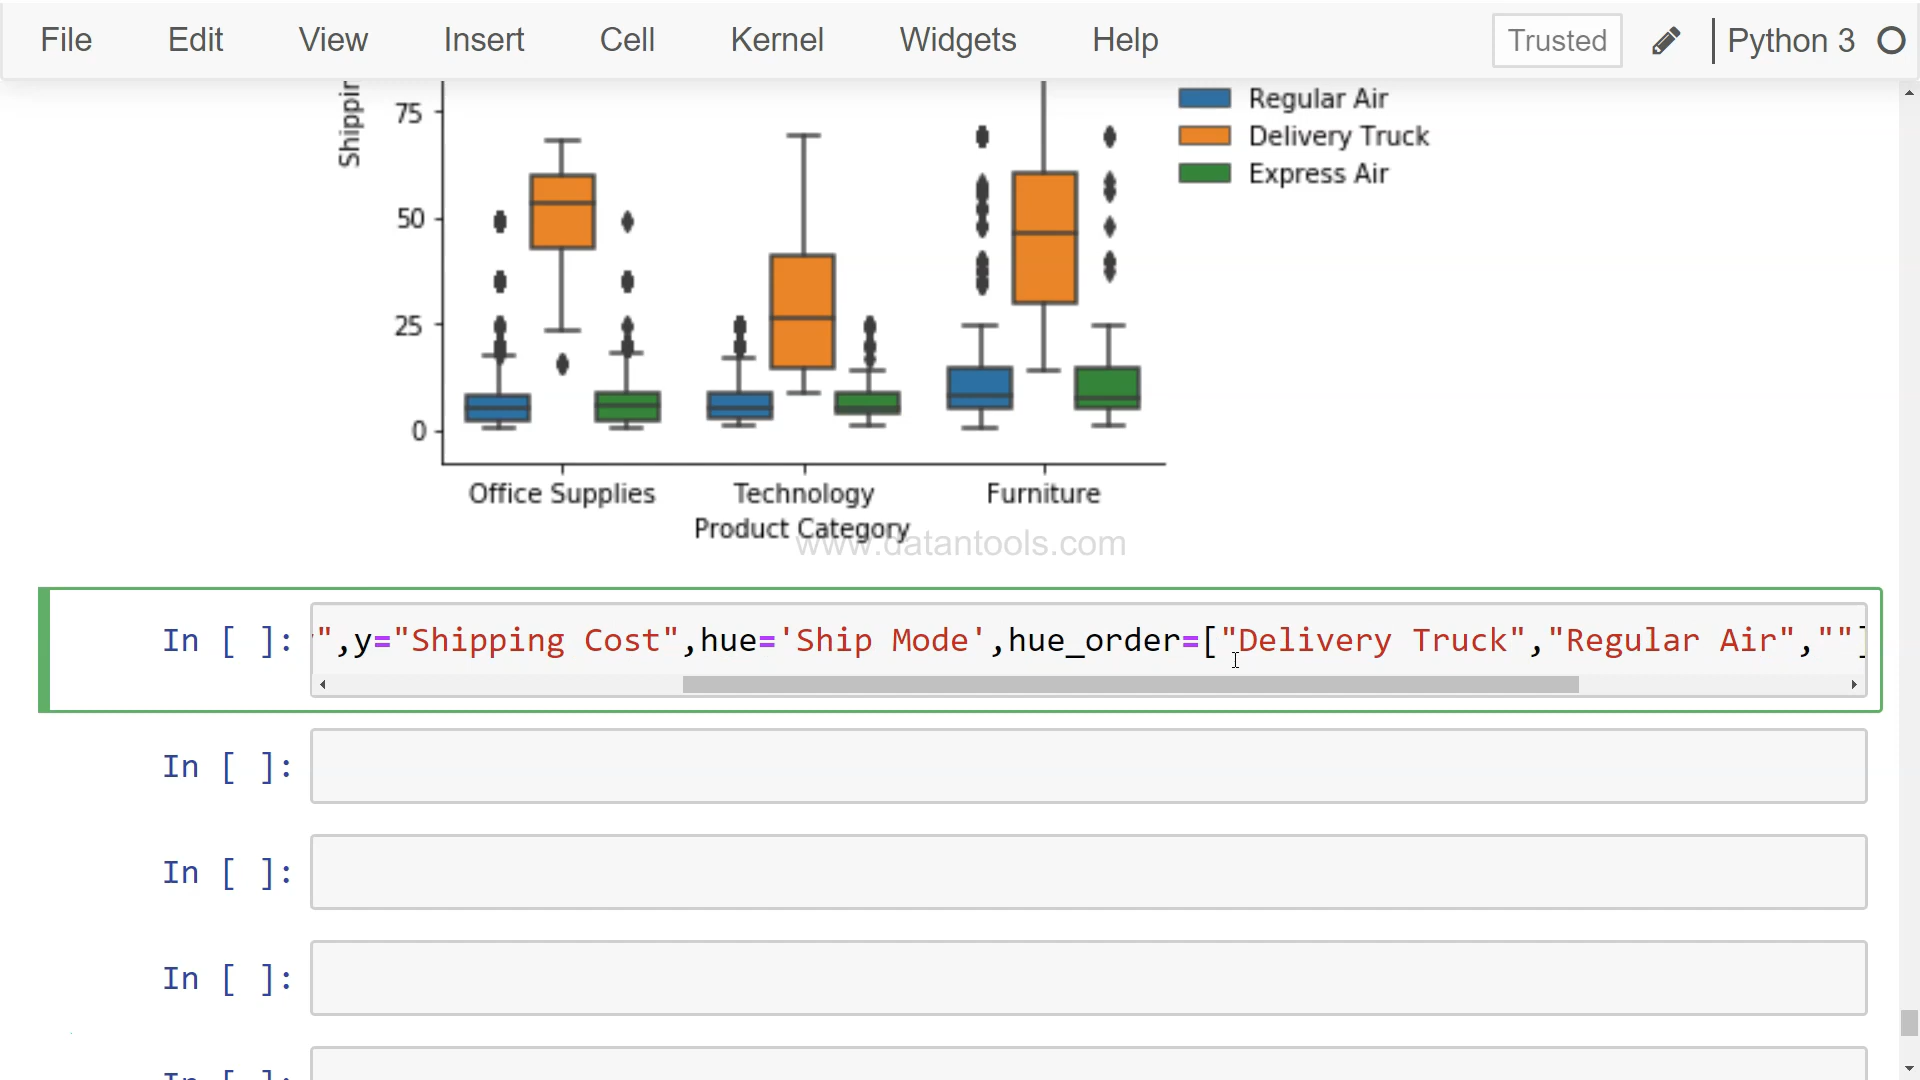 File Edit View Insert Cell Kernel Widgets Help Trusted Python 3
Shippin
75
50
25
0
Regular Air
Delivery Truck
Express Air
Office Supplies Technology Furniture
Product Category
www.datantools.com
In [ ]: ",y="Shipping Cost",hue='Ship Mode',hue_order=["Delivery Truck","Regular Air",""]
In [ ]:
In [ ]:
In [ ]:
In [ ]: